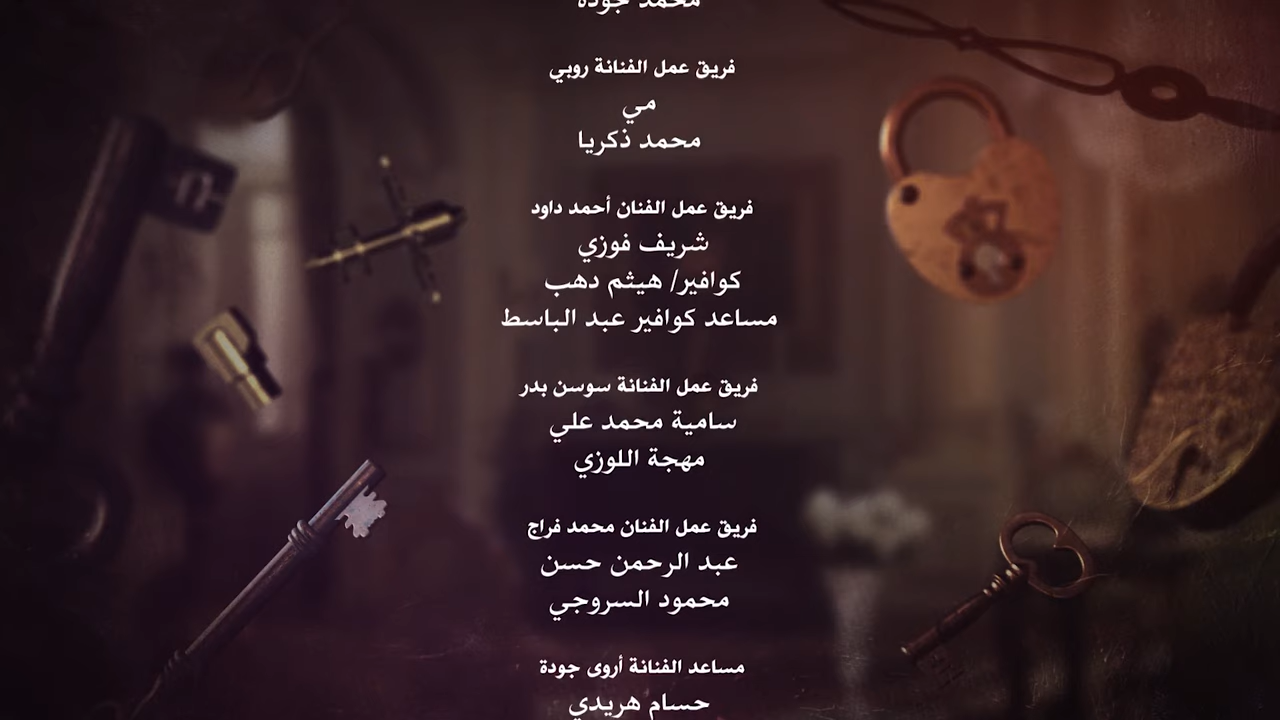 محمد جودة
فريق عمل الفنانة روبي
مي
محمد ذكريا
فريق عمل الفنان أحمد داود
شريف فوزي
كوافير/ هيثم دهب
مساعد كوافير عبد الباسط
فريق عمل الفنانة سوسن بدر
سامية محمد علي
مهجة اللوزي
فريق عمل الفنان محمد فراج
عبد الرحمن حسن
محمود السروجي
مساعد الفنانة أروى جودة
حسام هريدي